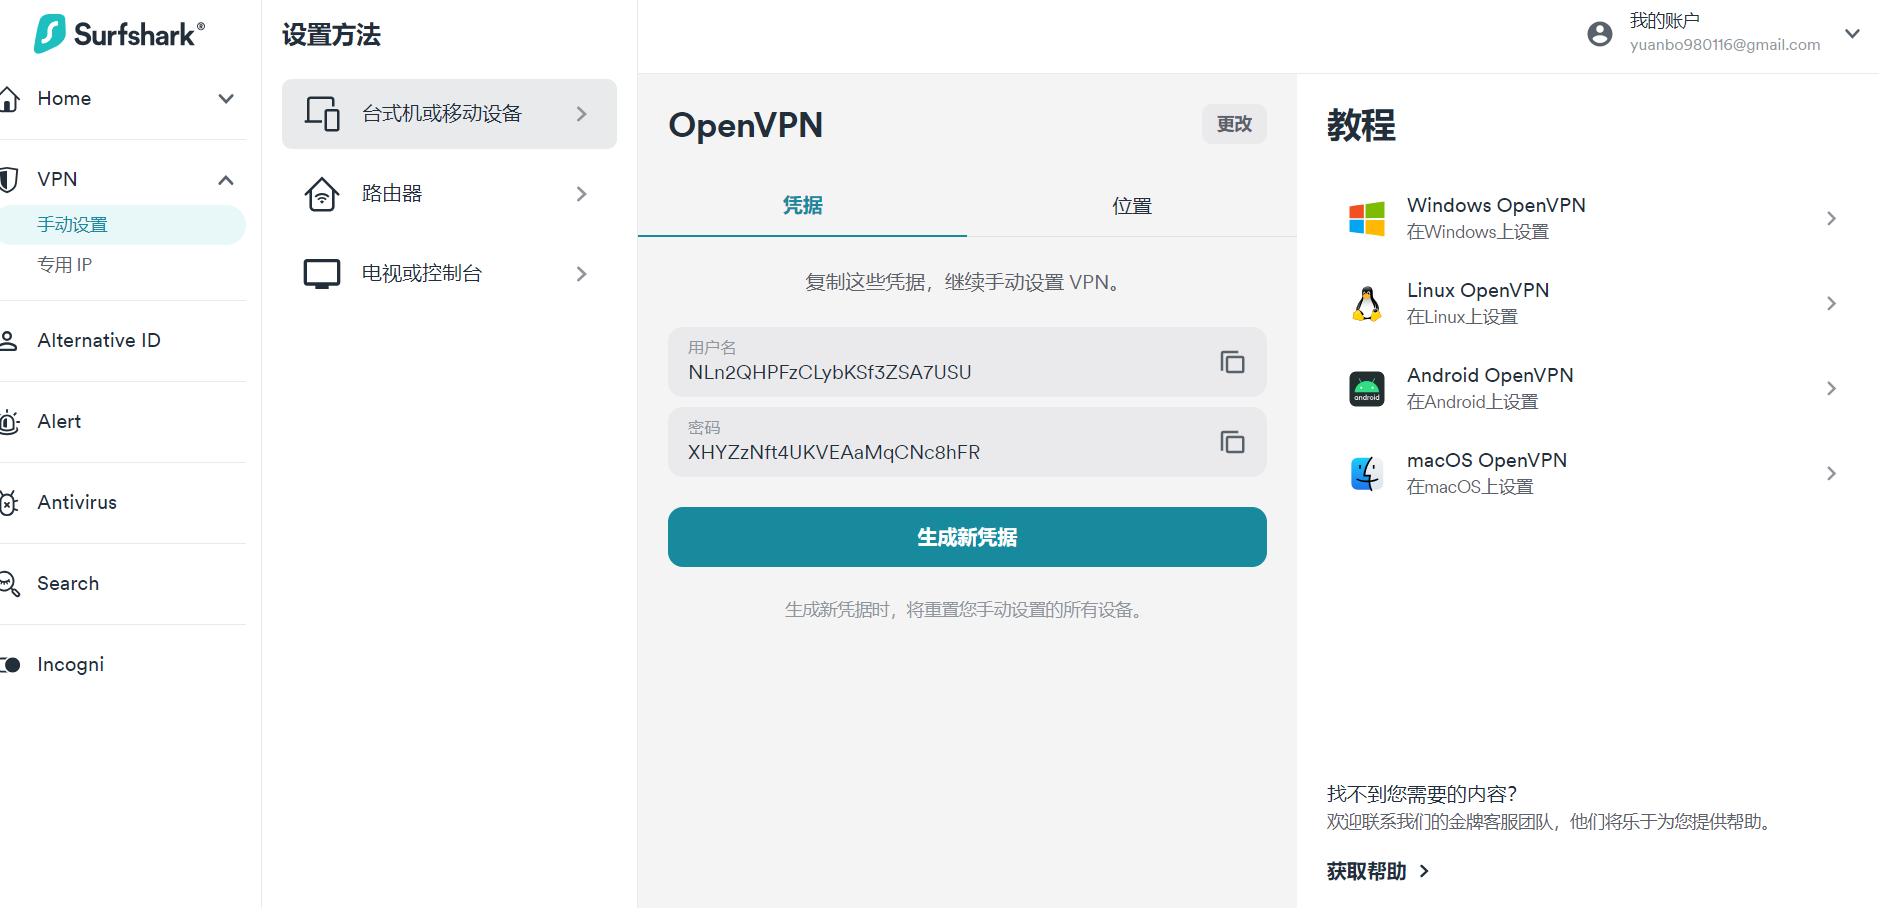 Surfshark®
Home
VPN
手动设置
专用 IP
Alternative ID
Alert
Antivirus
Search
Incogni
设置方法
台式机或移动设备
路由器
电视或控制台
我的账户
yuanbo980116@gmail.com
OpenVPN
更改
凭据
位置
复制这些凭据，继续手动设置 VPN。
用户名
NLn2QHPFzCLybKSf3ZSA7USU
密码
XHYZzNft4UKVEAaMqCNc8hFR
生成新凭据
生成新凭据时，将重置您手动设置的所有设备。
教程
Windows OpenVPN
在Windows上设置
Linux OpenVPN
在Linux上设置
android
Android OpenVPN
在Android上设置
macOS OpenVPN
在macOS上设置
找不到您需要的内容？
欢迎联系我们的金牌客服团队，他们将乐于为您提供帮助。
获取帮助